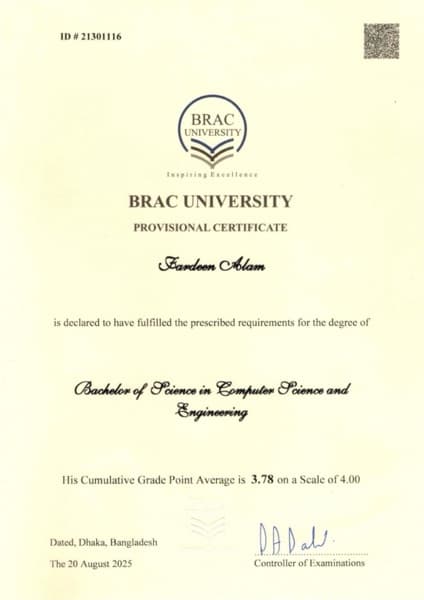 ID # 21301116
BRAC
UNIVERSITY
Inspiring Excellence
BRAC UNIVERSITY
PROVISIONAL CERTIFICATE
Fardeen Alam
is declared to have fulfilled the prescribed requirements for the degree of
Bachelor of Science in Computer Science and
Engineering
His Cumulative Grade Point Average is 3.78 on a Scale of 4.00
Dated, Dhaka, Bangladesh
The 20 August 2025
Controller of Examinations